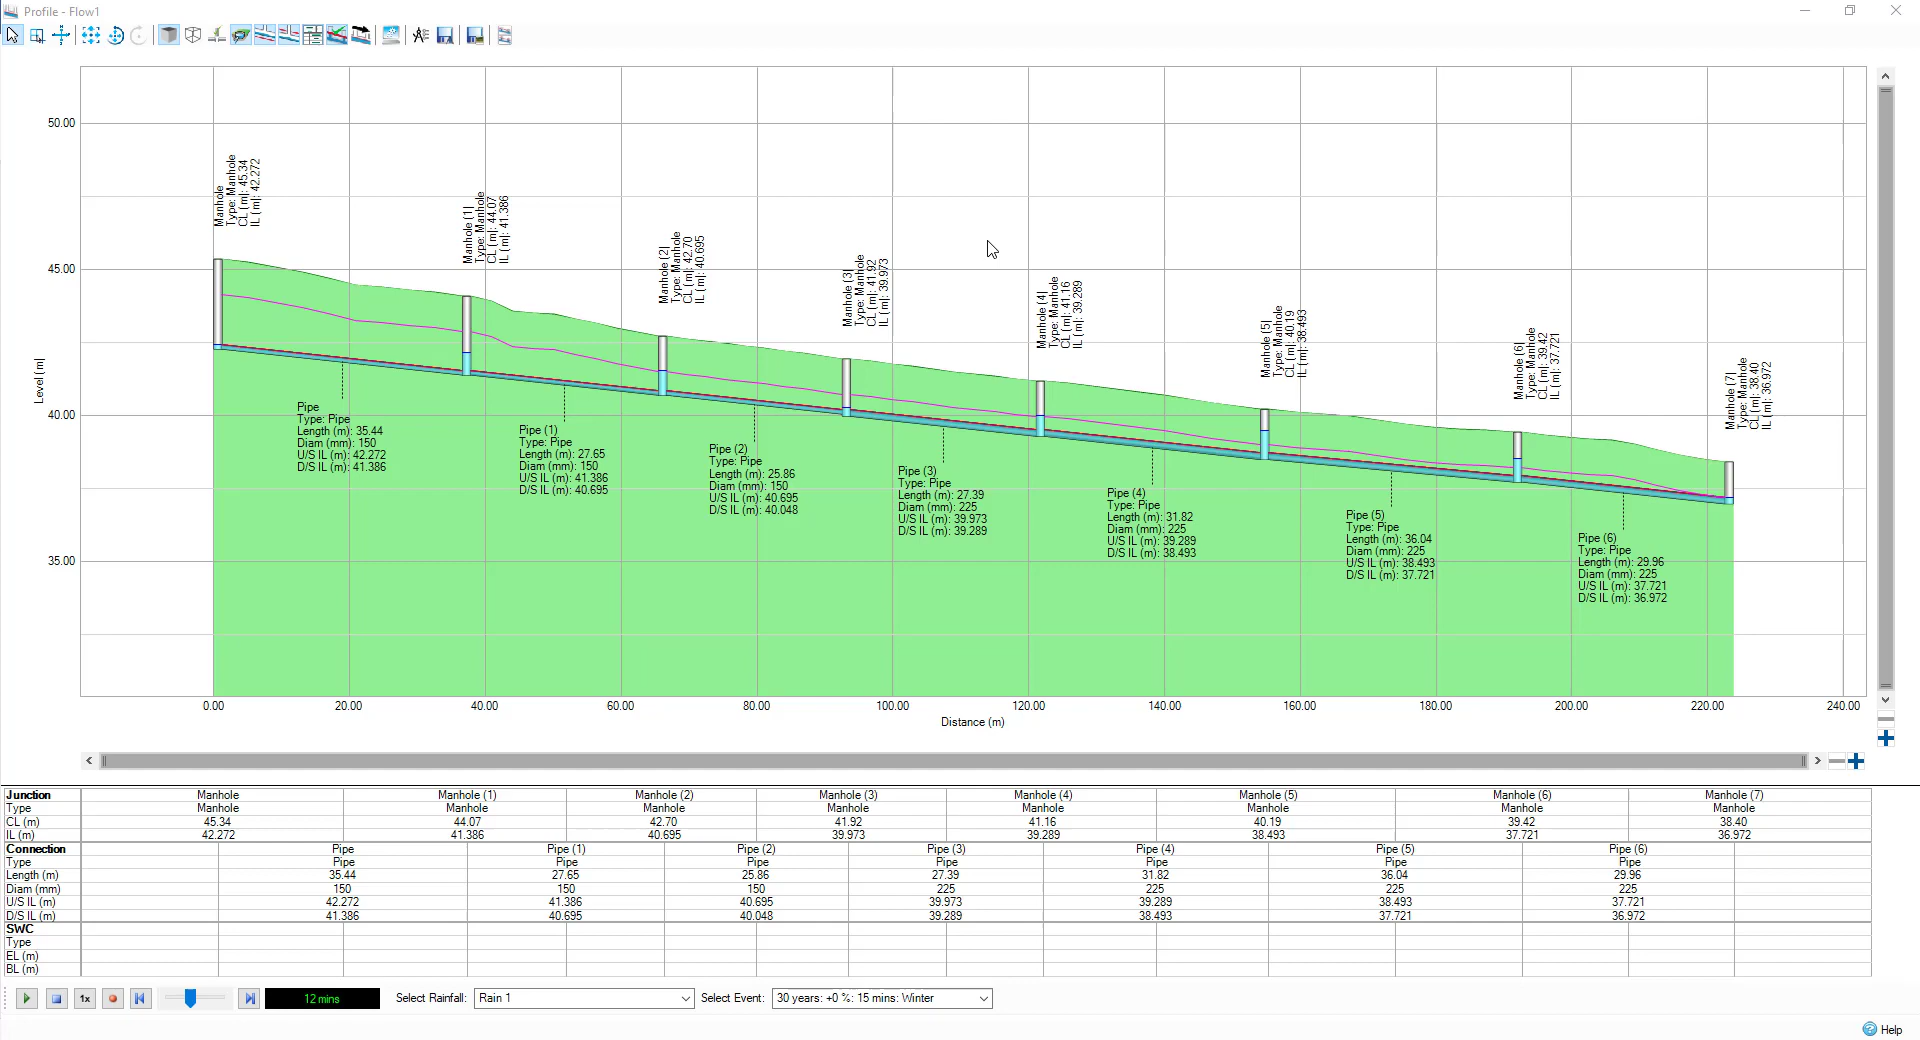 Profile - Flow1
50.00
45.00
40.00
35.00
Level [m]
Manhole
Type: Manhole
CL [m]: 45.34
IL [m]: 42.272
Manhole (1)
Type: Manhole
CL [m]: 44.07
IL [m]: 41.386
Manhole (2)
Type: Manhole
CL [m]: 42.70
IL [m]: 40.695
Manhole (3)
Type: Manhole
CL [m]: 41.92
IL [m]: 39.973
Manhole (4)
Type: Manhole
CL [m]: 41.16
IL [m]: 39.289
Manhole (5)
Type: Manhole
CL [m]: 40.19
IL [m]: 38.493
Manhole (6)
Type: Manhole
CL [m]: 39.42
IL [m]: 37.721
Manhole (7)
Type: Manhole
CL [m]: 38.40
IL [m]: 36.972
Pipe
Type: Pipe
Length (m): 35.44
Diam (mm): 150
U/S IL (m): 42.272
D/S IL (m): 41.386
Pipe (1)
Type: Pipe
Length (m): 27.65
Diam (mm): 150
U/S IL (m): 41.386
D/S IL (m): 40.695
Pipe (2)
Type: Pipe
Length (m): 25.86
Diam (mm): 150
U/S IL (m): 40.695
D/S IL (m): 40.048
Pipe (3)
Type: Pipe
Length (m): 27.39
Diam (mm): 225
U/S IL (m): 39.973
D/S IL (m): 39.289
Pipe (4)
Type: Pipe
Length (m): 31.82
Diam (mm): 225
U/S IL (m): 39.289
D/S IL (m): 38.493
Pipe (5)
Type: Pipe
Length (m): 36.04
Diam (mm): 225
U/S IL (m): 38.493
D/S IL (m): 37.721
Pipe (6)
Type: Pipe
Length (m): 29.96
Diam (mm): 225
U/S IL (m): 37.721
D/S IL (m): 36.972
0.00 20.00 40.00 60.00 80.00 100.00 120.00 140.00 160.00 180.00 200.00 220.00 240.00
Distance (m)
Junction Manhole Manhole (1) Manhole (2) Manhole (3) Manhole (4) Manhole (5) Manhole (6) Manhole (7)
Type Manhole Manhole Manhole Manhole Manhole Manhole Manhole Manhole
CL (m) 45.34 44.07 42.70 41.92 41.16 40.19 39.42 38.40
IL (m) 42.272 41.386 40.695 39.973 39.289 38.493 37.721 36.972
Connection Pipe Pipe (1) Pipe (2) Pipe (3) Pipe (4) Pipe (5) Pipe (6)
Type Pipe Pipe Pipe Pipe Pipe Pipe Pipe
Length (m) 35.44 27.65 25.86 27.39 31.82 36.04 29.96
Diam (mm) 150 150 150 225 225 225 225
U/S IL (m) 42.272 41.386 40.695 39.973 39.289 38.493 37.721
D/S IL (m) 41.386 40.695 40.048 39.289 38.493 37.721 36.972
SWC
Type
EL (m)
BL (m)
1x 12 mins Select Rainfall: Rain 1 Select Event: 30 years: +0 %: 15 mins: Winter
Help